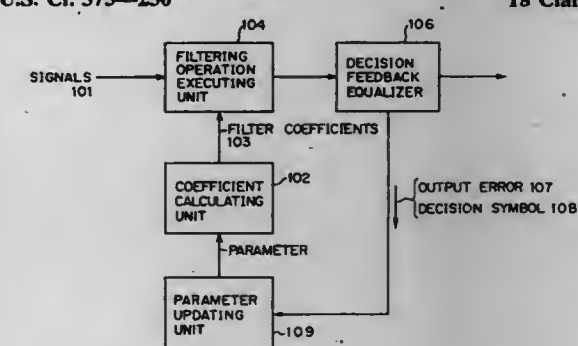 U.S. Cl. 375—230
18 Clai
104
106
FILTERING
OPERATION
EXECUTING
UNIT
DECISION
FEEDBACK
EQUALIZER
SIGNALS
101
FILTER COEFFICIENTS
103
102
COEFFICIENT
CALCULATING
UNIT
OUTPUT ERROR 107
DECISION SYMBOL 108
PARAMETER
PARAMETER
UPDATING
UNIT
109